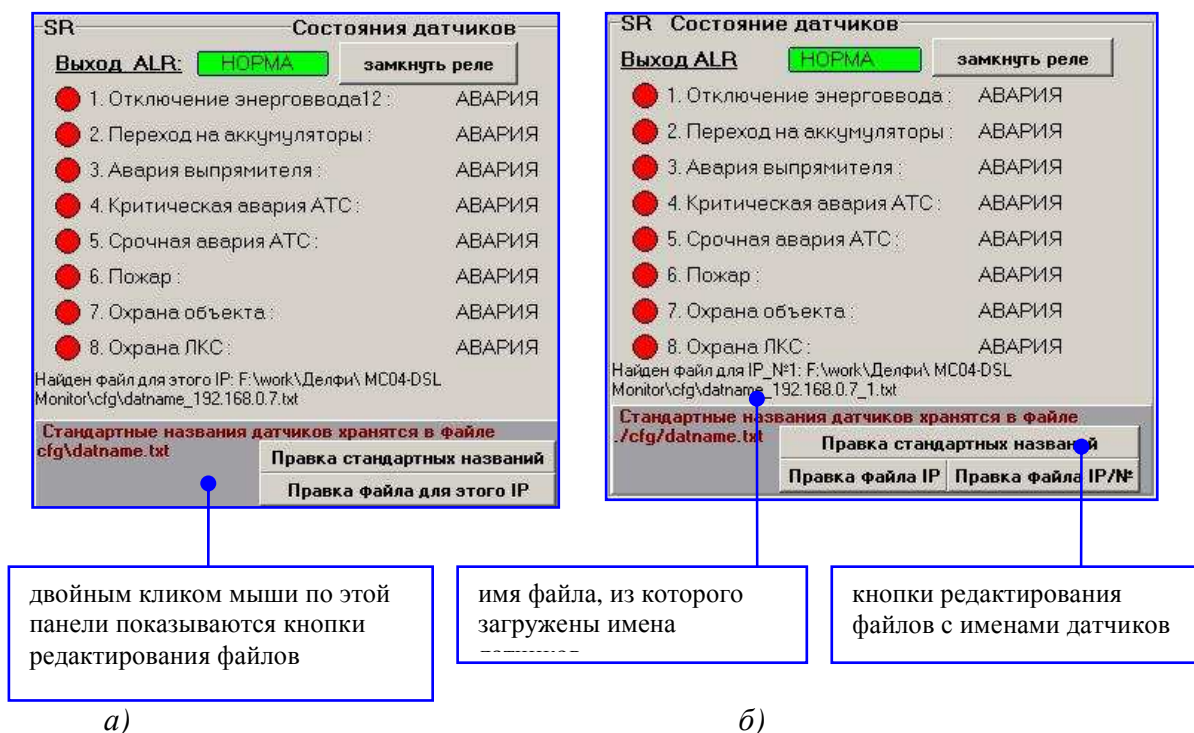 SR Состояния датчиков
Выход ALR: НОРМА замкнуть реле
1. Отключение энерговвода12 : АВАРИЯ
2. Переход на аккумуляторы : АВАРИЯ
3. Авария выпрямителя : АВАРИЯ
4. Критическая авария АТС : АВАРИЯ
5. Срочная авария АТС : АВАРИЯ
6. Пожар : АВАРИЯ
7. Охрана объекта : АВАРИЯ
8. Охрана ЛКС : АВАРИЯ
Найден файл для этого IP: F:\work\Делфи\ MC04-DSL
Monitor\cfg\datname_192.168.0.7.txt
Стандартные названия датчиков хранятся в файле
cfg\datname.txt
Правка стандартных названий
Правка файла для этого IP
SR Состояние датчиков
Выход ALR НОРМА замкнуть реле
1. Отключение энерговвода : АВАРИЯ
2. Переход на аккумуляторы : АВАРИЯ
3. Авария выпрямителя : АВАРИЯ
4. Критическая авария АТС : АВАРИЯ
5. Срочная авария АТС : АВАРИЯ
6. Пожар : АВАРИЯ
7. Охрана объекта : АВАРИЯ
8. Охрана ЛКС : АВАРИЯ
Найден файл для IP_№1: F:\work\Делфи\ MC04-DSL
Monitor\cfg\datname_192.168.0.7_1.txt
Стандартные названия датчиков хранятся в файле
./cfg/datname.txt
Правка стандартных названий
Правка файла IP Правка файла IP/№
двойным кликом мыши по этой
панели показываются кнопки
редактирования файлов
имя файла, из которого
загружены имена
кнопки редактирования
файлов с именами датчиков
а)
б)